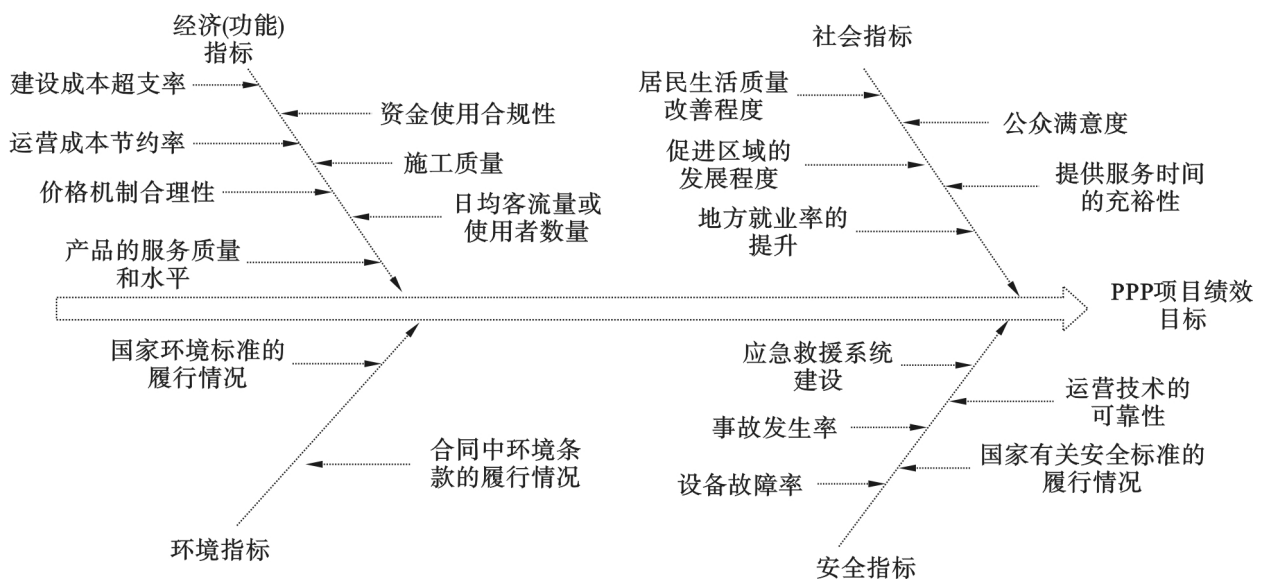 经济(功能)
指标
建设成本超支率
资金使用合规性
运营成本节约率
施工质量
价格机制合理性
日均客流量或
使用者数量
产品的服务质量
和水平
社会指标
居民生活质量
改善程度
公众满意度
促进区域的
发展程度
提供服务时间
的充裕性
地方就业率的
提升
PPP项目绩效
目标
国家环境标准的
履行情况
合同中环境条
款的履行情况
环境指标
应急救援系统
建设
运营技术的
可靠性
事故发生率
国家有关安全标准的
履行情况
设备故障率
安全指标